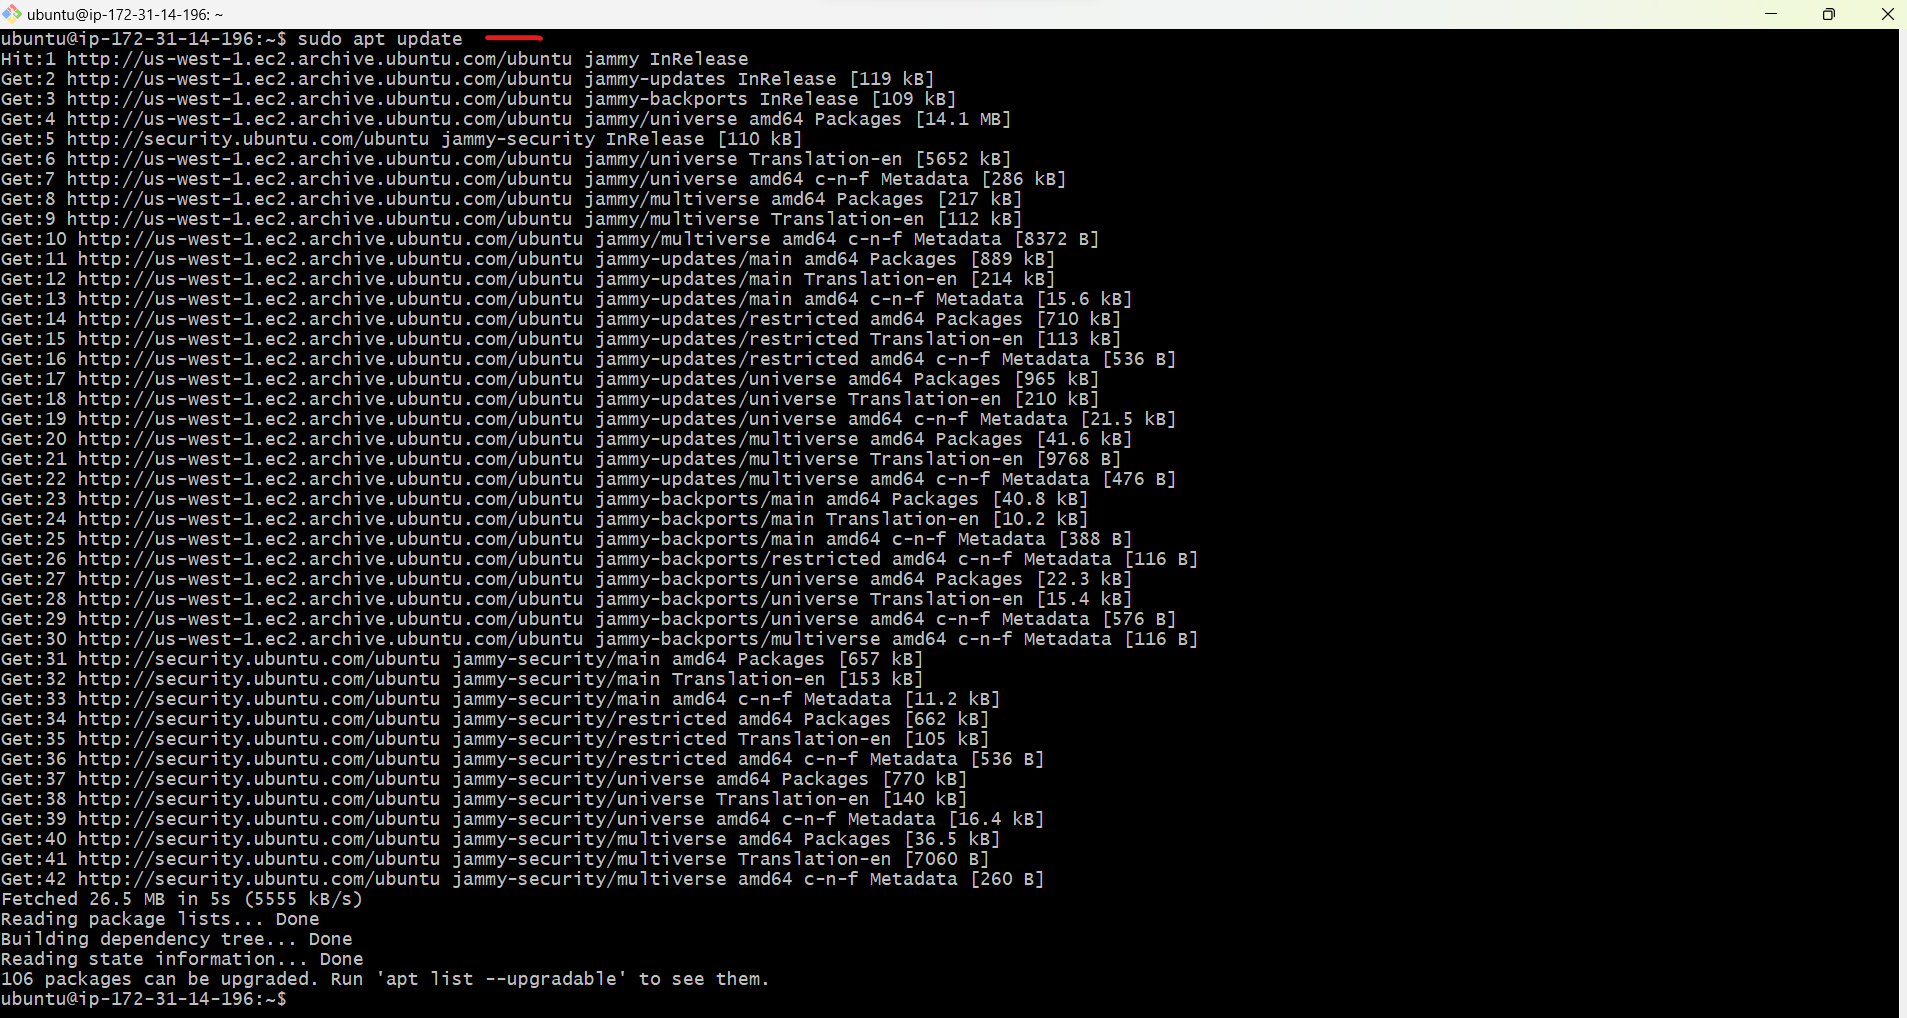 ubuntu@ip-172-31-14-196: ~
ubuntu@ip-172-31-14-196:~$ sudo apt update
Hit:1 http://us-west-1.ec2.archive.ubuntu.com/ubuntu jammy InRelease
Get:2 http://us-west-1.ec2.archive.ubuntu.com/ubuntu jammy-updates InRelease [119 kB]
Get:3 http://us-west-1.ec2.archive.ubuntu.com/ubuntu jammy-backports InRelease [109 kB]
Get:4 http://us-west-1.ec2.archive.ubuntu.com/ubuntu jammy/universe amd64 Packages [14.1 MB]
Get:5 http://security.ubuntu.com/ubuntu jammy-security InRelease [110 kB]
Get:6 http://us-west-1.ec2.archive.ubuntu.com/ubuntu jammy/universe Translation-en [5652 kB]
Get:7 http://us-west-1.ec2.archive.ubuntu.com/ubuntu jammy/universe amd64 c-n-f Metadata [286 kB]
Get:8 http://us-west-1.ec2.archive.ubuntu.com/ubuntu jammy/multiverse amd64 Packages [217 kB]
Get:9 http://us-west-1.ec2.archive.ubuntu.com/ubuntu jammy/multiverse Translation-en [112 kB]
Get:10 http://us-west-1.ec2.archive.ubuntu.com/ubuntu jammy/multiverse amd64 c-n-f Metadata [8372 B]
Get:11 http://us-west-1.ec2.archive.ubuntu.com/ubuntu jammy-updates/main amd64 Packages [889 kB]
Get:12 http://us-west-1.ec2.archive.ubuntu.com/ubuntu jammy-updates/main Translation-en [214 kB]
Get:13 http://us-west-1.ec2.archive.ubuntu.com/ubuntu jammy-updates/main amd64 c-n-f Metadata [15.6 kB]
Get:14 http://us-west-1.ec2.archive.ubuntu.com/ubuntu jammy-updates/restricted amd64 Packages [710 kB]
Get:15 http://us-west-1.ec2.archive.ubuntu.com/ubuntu jammy-updates/restricted Translation-en [113 kB]
Get:16 http://us-west-1.ec2.archive.ubuntu.com/ubuntu jammy-updates/restricted amd64 c-n-f Metadata [536 B]
Get:17 http://us-west-1.ec2.archive.ubuntu.com/ubuntu jammy-updates/universe amd64 Packages [965 kB]
Get:18 http://us-west-1.ec2.archive.ubuntu.com/ubuntu jammy-updates/universe Translation-en [210 kB]
Get:19 http://us-west-1.ec2.archive.ubuntu.com/ubuntu jammy-updates/universe amd64 c-n-f Metadata [21.5 kB]
Get:20 http://us-west-1.ec2.archive.ubuntu.com/ubuntu jammy-updates/multiverse amd64 Packages [41.6 kB]
Get:21 http://us-west-1.ec2.archive.ubuntu.com/ubuntu jammy-updates/multiverse Translation-en [9768 B]
Get:22 http://us-west-1.ec2.archive.ubuntu.com/ubuntu jammy-updates/multiverse amd64 c-n-f Metadata [476 B]
Get:23 http://us-west-1.ec2.archive.ubuntu.com/ubuntu jammy-backports/main amd64 Packages [40.8 kB]
Get:24 http://us-west-1.ec2.archive.ubuntu.com/ubuntu jammy-backports/main Translation-en [10.2 kB]
Get:25 http://us-west-1.ec2.archive.ubuntu.com/ubuntu jammy-backports/main amd64 c-n-f Metadata [388 B]
Get:26 http://us-west-1.ec2.archive.ubuntu.com/ubuntu jammy-backports/restricted amd64 c-n-f Metadata [116 B]
Get:27 http://us-west-1.ec2.archive.ubuntu.com/ubuntu jammy-backports/universe amd64 Packages [22.3 kB]
Get:28 http://us-west-1.ec2.archive.ubuntu.com/ubuntu jammy-backports/universe Translation-en [15.4 kB]
Get:29 http://us-west-1.ec2.archive.ubuntu.com/ubuntu jammy-backports/universe amd64 c-n-f Metadata [576 B]
Get:30 http://us-west-1.ec2.archive.ubuntu.com/ubuntu jammy-backports/multiverse amd64 c-n-f Metadata [116 B]
Get:31 http://security.ubuntu.com/ubuntu jammy-security/main amd64 Packages [657 kB]
Get:32 http://security.ubuntu.com/ubuntu jammy-security/main Translation-en [153 kB]
Get:33 http://security.ubuntu.com/ubuntu jammy-security/main amd64 c-n-f Metadata [11.2 kB]
Get:34 http://security.ubuntu.com/ubuntu jammy-security/restricted amd64 Packages [662 kB]
Get:35 http://security.ubuntu.com/ubuntu jammy-security/restricted Translation-en [105 kB]
Get:36 http://security.ubuntu.com/ubuntu jammy-security/restricted amd64 c-n-f Metadata [536 B]
Get:37 http://security.ubuntu.com/ubuntu jammy-security/universe amd64 Packages [770 kB]
Get:38 http://security.ubuntu.com/ubuntu jammy-security/universe Translation-en [140 kB]
Get:39 http://security.ubuntu.com/ubuntu jammy-security/universe amd64 c-n-f Metadata [16.4 kB]
Get:40 http://security.ubuntu.com/ubuntu jammy-security/multiverse amd64 Packages [36.5 kB]
Get:41 http://security.ubuntu.com/ubuntu jammy-security/multiverse Translation-en [7060 B]
Get:42 http://security.ubuntu.com/ubuntu jammy-security/multiverse amd64 c-n-f Metadata [260 B]
Fetched 26.5 MB in 5s (5555 kB/s)
Reading package lists... Done
Building dependency tree... Done
Reading state information... Done
106 packages can be upgraded. Run 'apt list --upgradable' to see them.
ubuntu@ip-172-31-14-196:~$